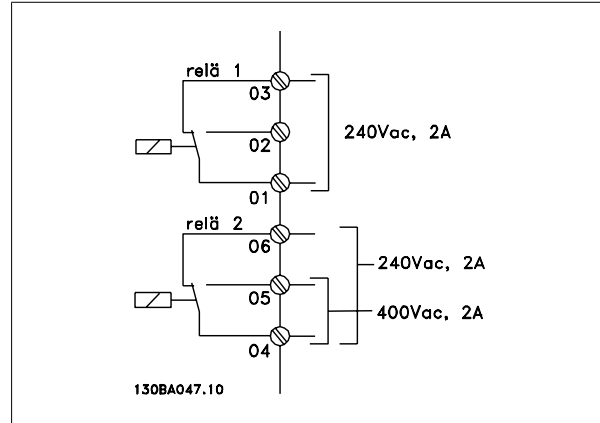 relä 1
03
02
240Vac, 2A
01
relä 2
06
240Vac, 2A
05
400Vac, 2A
04
130BA047.10